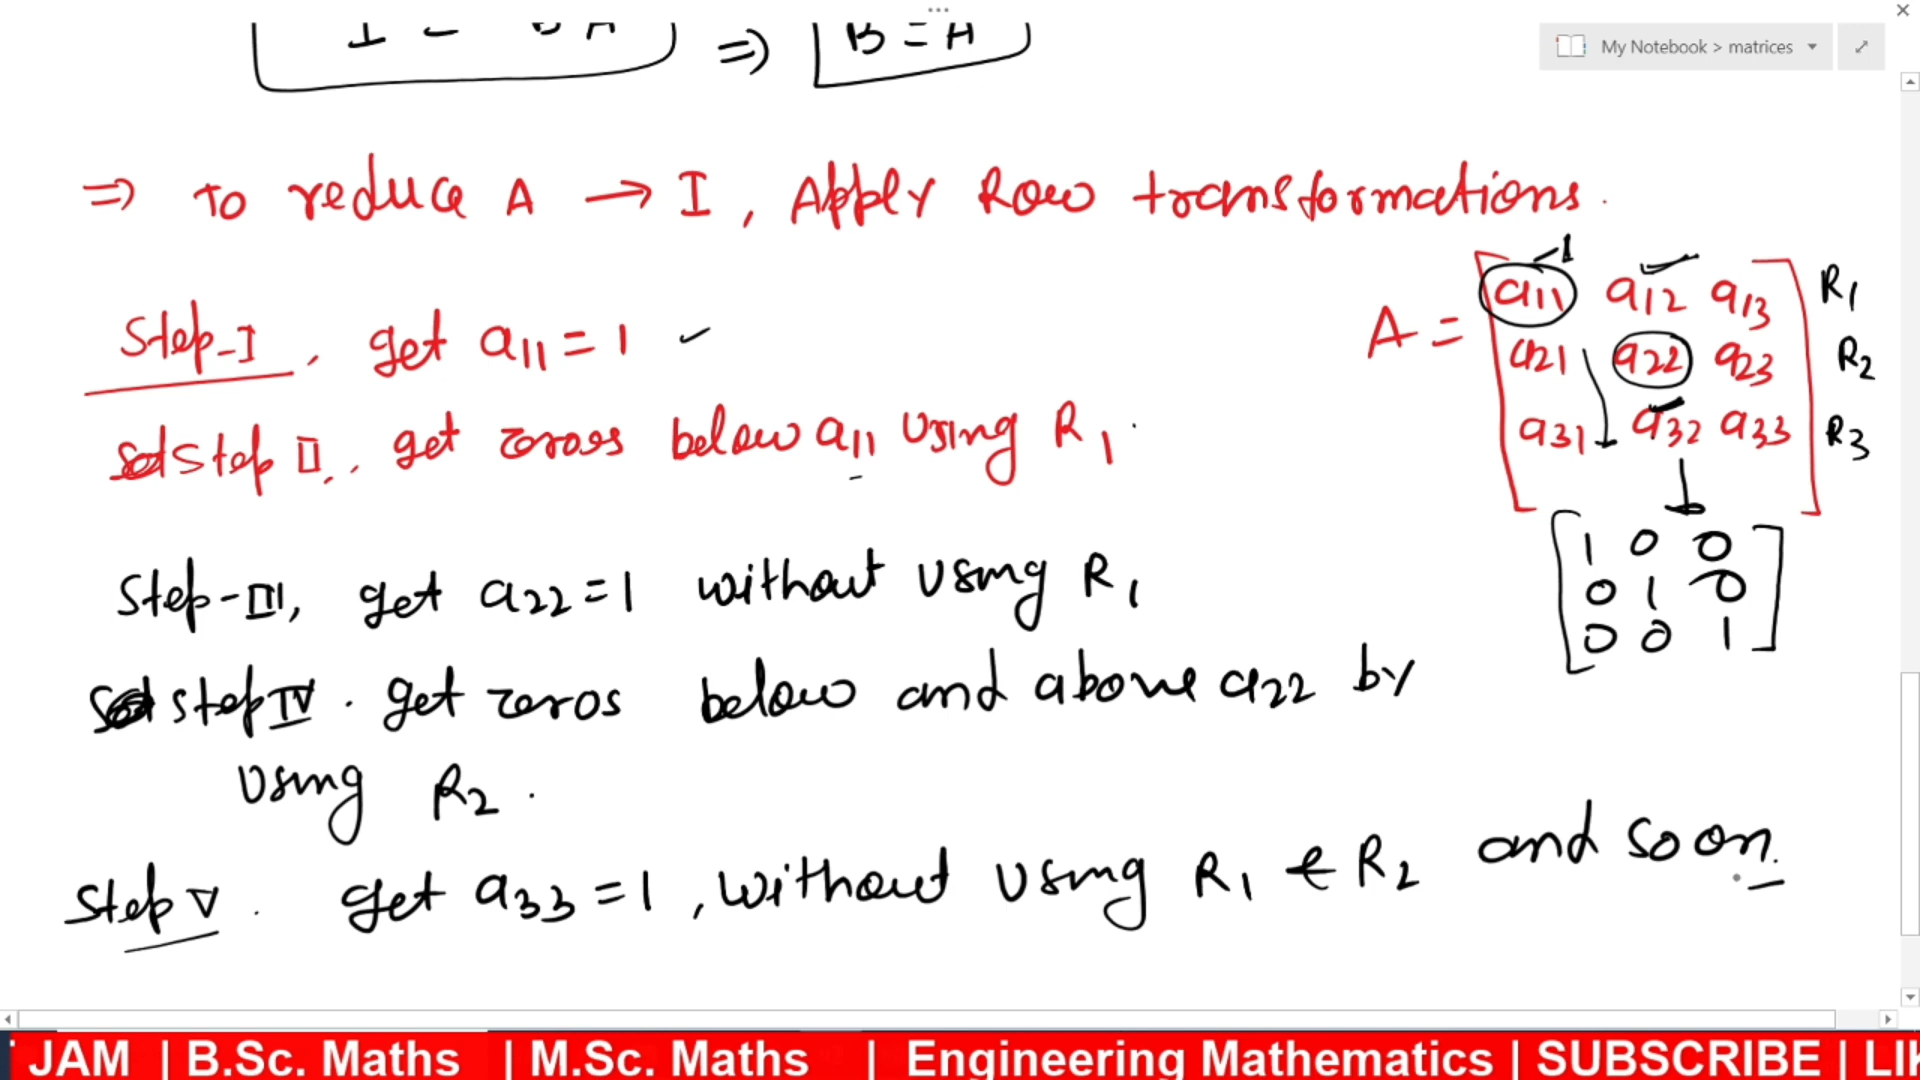 My Notebook > matrices
I = BA ⇒ B = A
⇒ To reduce A → I, Apply Row transformations.
Step-I, get a11 = 1
Step II, get zeross below a11 Using R1.
A = [a11 a12 a13] R1
[a21 a22 a23] R2
[a31 a32 a33] R3
1
[1 0 0]
[0 1 0]
[0 0 1]
Step-III, get a22 = 1 without using R1
Step IV. get zeros below and above a22 by
Using R2.
Step V. get a33 = 1, without using R1 & R2 and soon.
JAM | B.Sc. Maths | M.Sc. Maths | Engineering Mathematics | SUBSCRIBE |